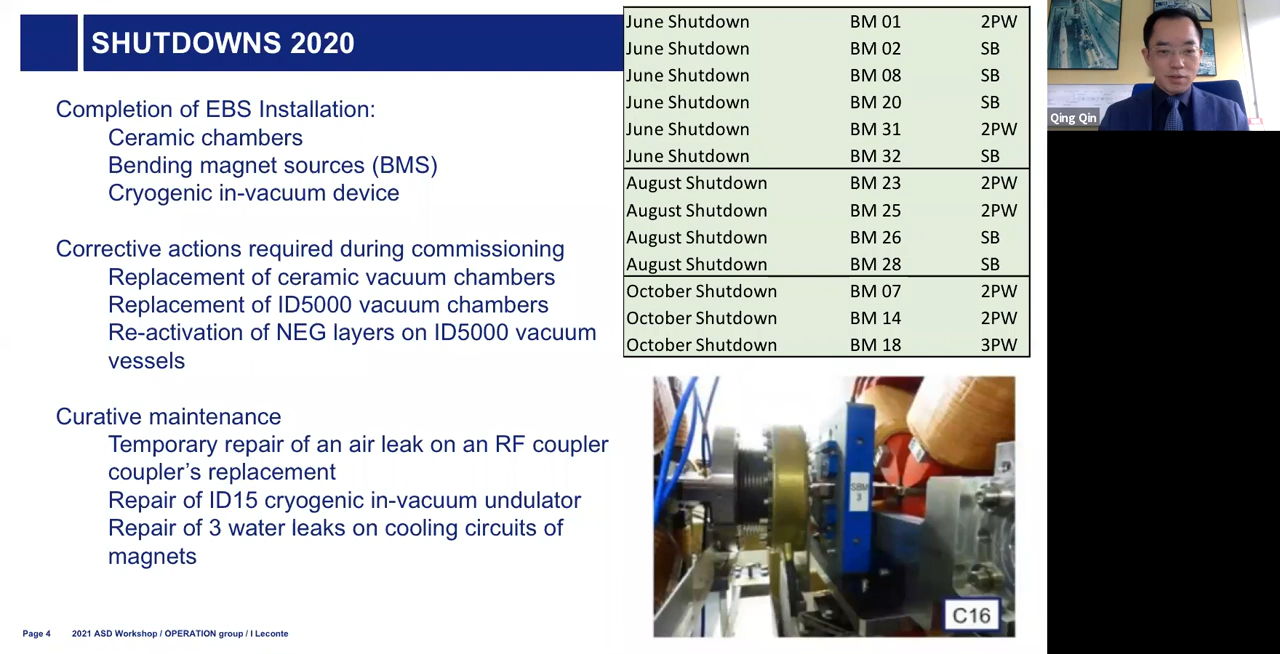 SHUTDOWNS 2020
Completion of EBS Installation:
Ceramic chambers
Bending magnet sources (BMS)
Cryogenic in-vacuum device
Corrective actions required during commissioning
Replacement of ceramic vacuum chambers
Replacement of ID5000 vacuum chambers
Re-activation of NEG layers on ID5000 vacuum
vessels
Curative maintenance
Temporary repair of an air leak on an RF coupler
coupler's replacement
Repair of ID15 cryogenic in-vacuum undulator
Repair of 3 water leaks on cooling circuits of
magnets
June Shutdown BM 01 2PW
June Shutdown BM 02 SB
June Shutdown BM 08 SB
June Shutdown BM 20 SB
June Shutdown BM 31 2PW
June Shutdown BM 32 SB
August Shutdown BM 23 2PW
August Shutdown BM 25 2PW
August Shutdown BM 26 SB
August Shutdown BM 28 SB
October Shutdown BM 07 2PW
October Shutdown BM 14 2PW
October Shutdown BM 18 3PW
SBM
3
C16
Qing Qin
Page 4 2021 ASD Workshop / OPERATION group / I Leconte